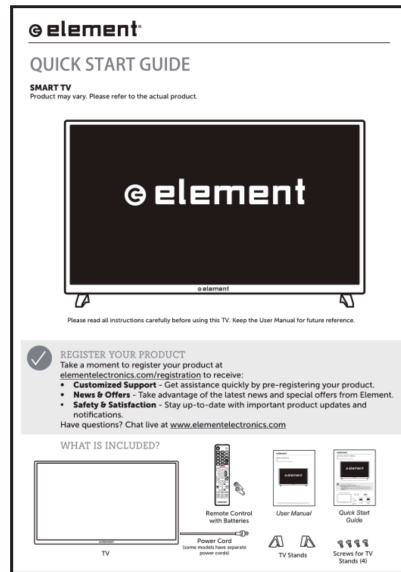 element
QUICK START GUIDE
SMART TV
Product may vary. Please refer to the actual product.
element
element
Please read all instructions carefully before using this TV. Keep the User Manual for future reference.
REGISTER YOUR PRODUCT
Take a moment to register your product at
elementelectronics.com/registration to receive:
• Customized Support - Get assistance quickly by pre-registering your product.
• News & Offers - Take advantage of the latest news and special offers from Element.
• Safety & Satisfaction - Stay up-to-date with important product updates and
notifications.
Have questions? Chat live at www.elementelectronics.com
WHAT IS INCLUDED?
TV
Remote Control
with Batteries
Power Cord
(some models have separate
power cords)
User Manual
Quick Start
Guide
TV Stands
Screws for TV
Stands (4)